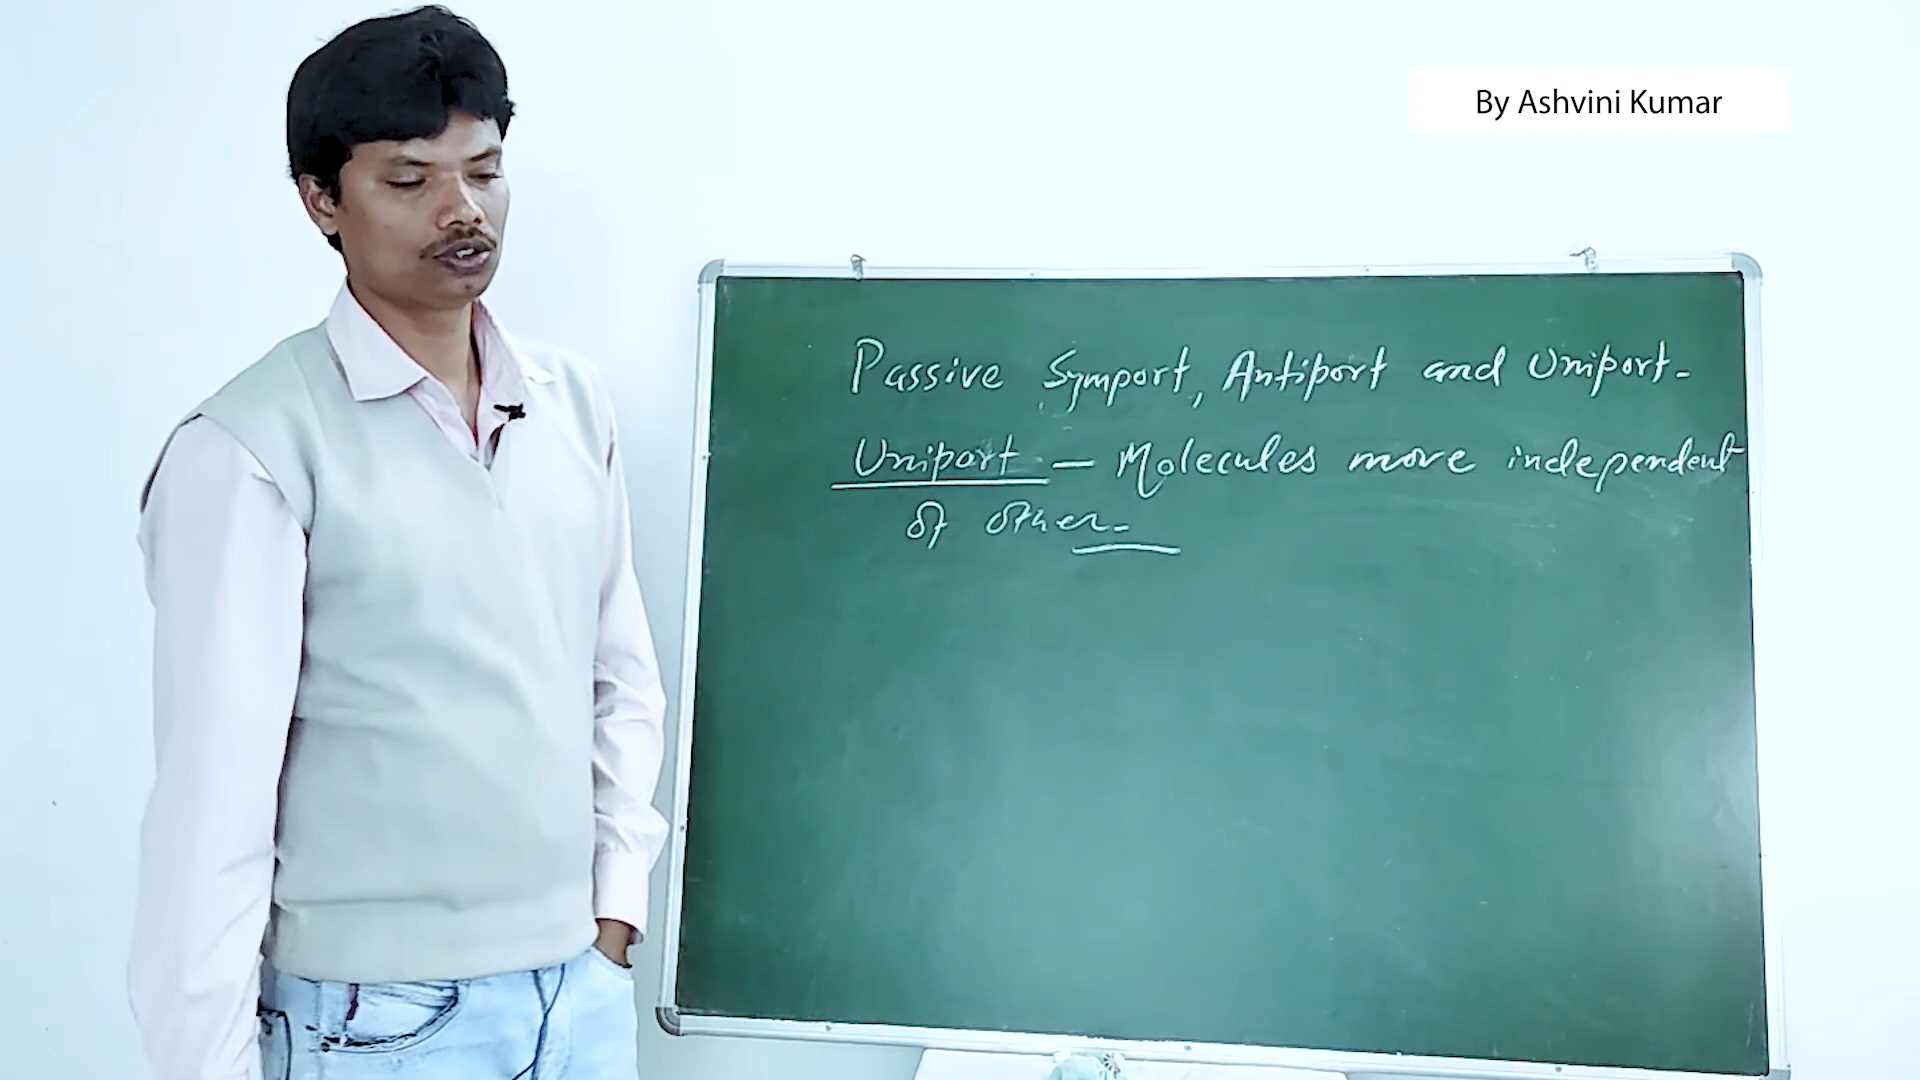 By Ashvini Kumar
Passive Symport, Antiport and Uniport.
Uniport - Molecules move independent
of other.